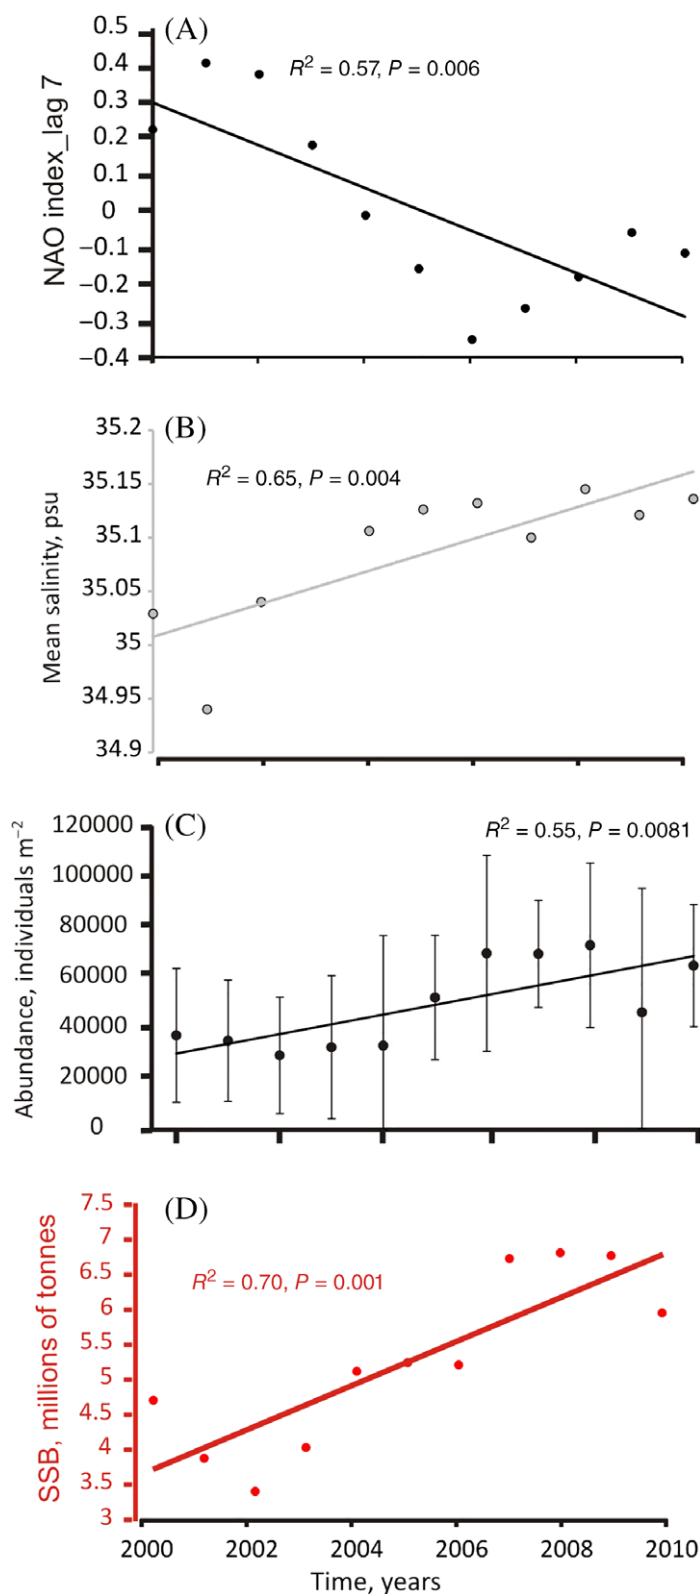 (A)
R² = 0.57, P = 0.006
NAO index_lag 7
0.5
0.4
0.3
0.2
0.1
0
−0.1
−0.2
−0.3
−0.4
(B)
R² = 0.65, P = 0.004
Mean salinity, psu
35.2
35.15
35.1
35.05
35
34.95
34.9
(C)
R² = 0.55, P = 0.0081
Abundance, individuals m⁻²
120000
100000
80000
60000
40000
20000
0
(D)
R² = 0.70, P = 0.001
SSB, millions of tonnes
7.5
7
6.5
6
5.5
5
4.5
4
3.5
3
2000 2002 2004 2006 2008 2010
Time, years